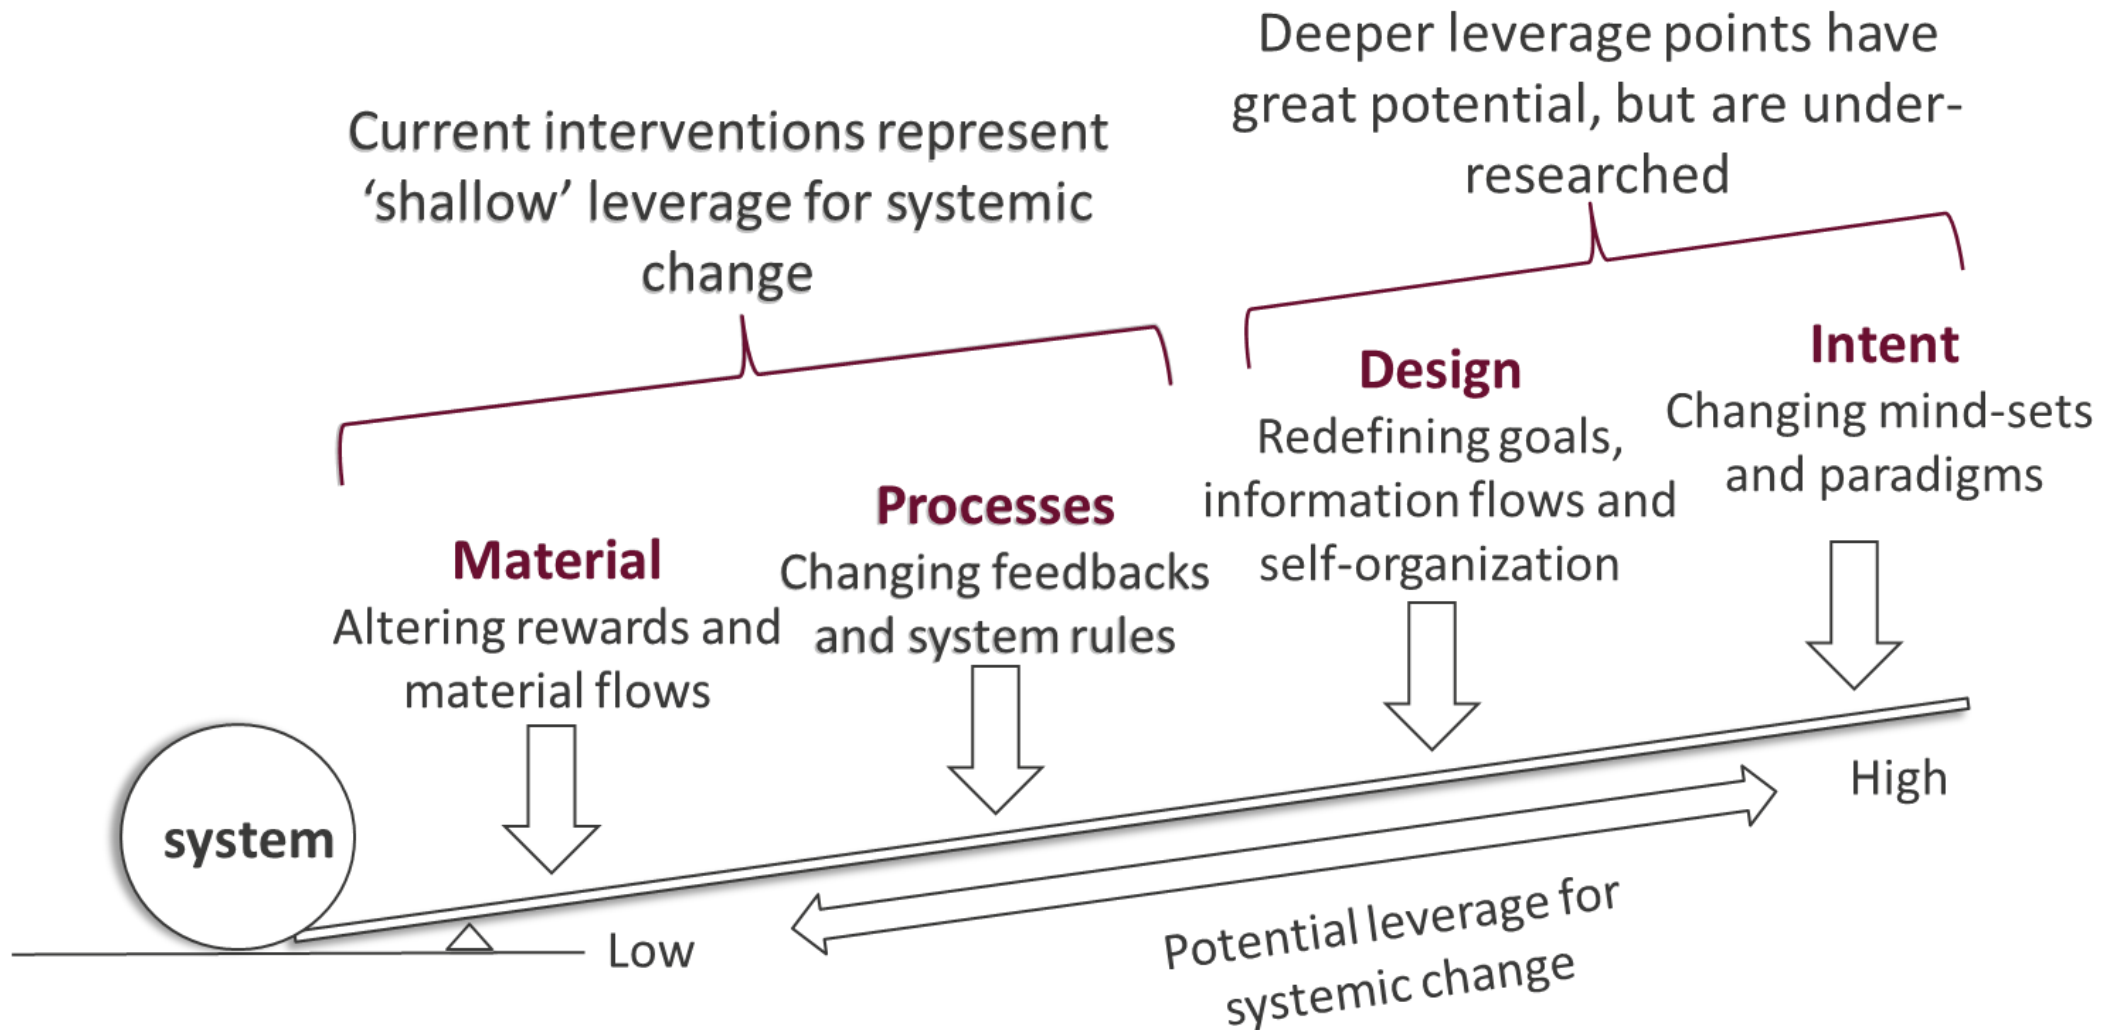 Current interventions represent
‘shallow’ leverage for systemic
change
Deeper leverage points have
great potential, but are under-
researched
Material
Altering rewards and
material flows
Processes
Changing feedbacks
and system rules
Design
Redefining goals,
information flows and
self-organization
Intent
Changing mind-sets
and paradigms
system
Low
High
Potential leverage for
systemic change